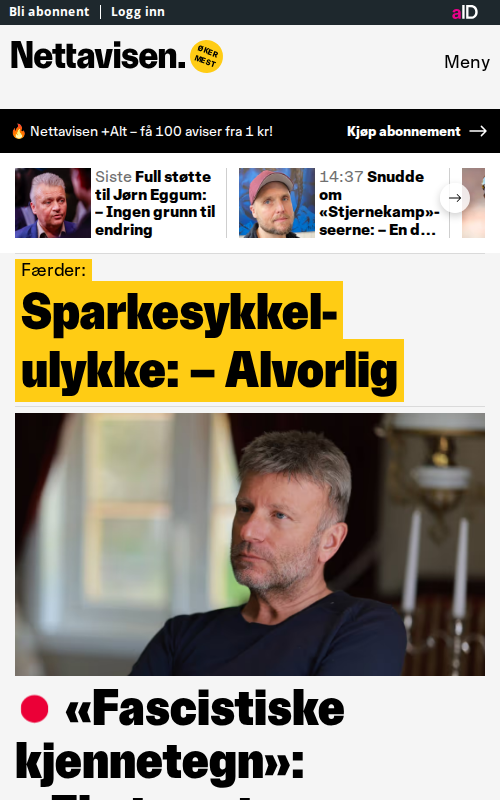 Bli abonnent
Logg inn
aID
Nettavisen.
ØKER
MEST
Meny
🔥 Nettavisen +Alt – få 100 aviser fra 1 kr!
Kjøp abonnement
Siste Full støtte
til Jørn Eggum:
– Ingen grunn til
endring
14:37 Snudde
om
«Stjernekamp»-
seerne: – En d...
Færder:
Sparkesykkel-
ulykke: – Alvorlig
«Fascistiske
kjennetegn»: